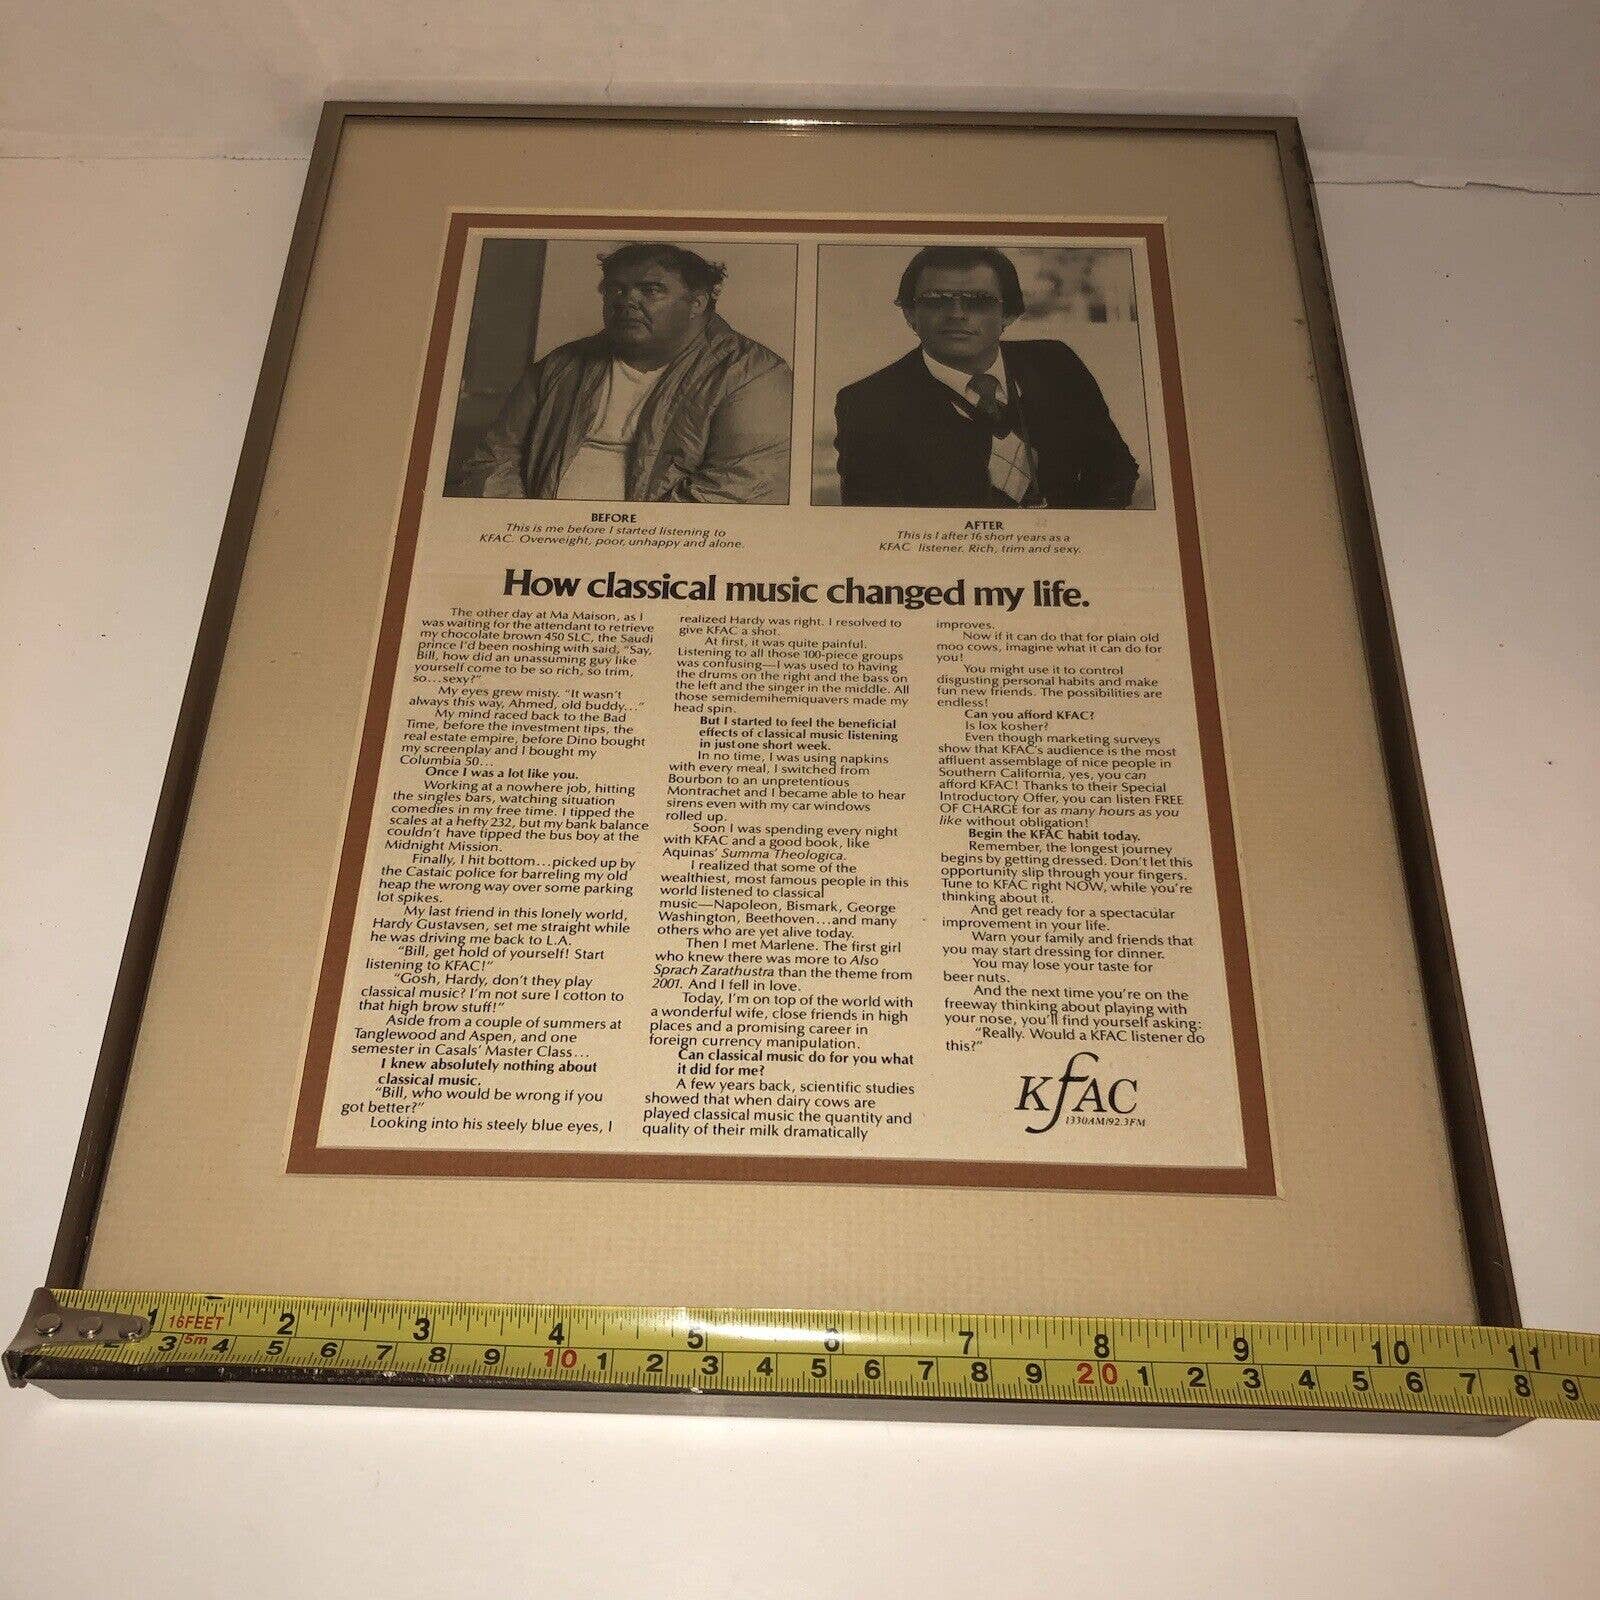 BEFORE
This is me before I started listening to
KFAC. Overweight, poor, unhappy and alone.
AFTER
This is I after 16 short years as a
KFAC listener. Rich, trim and sexy.
How classical music changed my life.
The other day at Ma Maison, as I
was waiting for the attendant to retrieve
my chocolate brown 450 SLC, the Saudi
prince I'd been noshing with said, "Say,
Bill, how did an unassuming guy like
yourself come to be so rich, so trim,
so...sexy?"
My eyes grew misty. "It wasn't
always this way, Ahmed, old buddy..."
My mind raced back to the Bad
Time, before the investment tips, the
real estate empire, before Dino bought
my screenplay and I bought my
Columbia 50...
Once I was a lot like you.
Working at a nowhere job, hitting
the singles bars, watching situation
comedies in my free time. I tipped the
scales at a hefty 232, but my bank balance
couldn't have tipped the bus boy at the
Midnight Mission.
Finally, I hit bottom...picked up by
the Castaic police for barreling my old
heap the wrong way over some parking
lot spikes.
My last friend in this lonely world,
Hardy Gustavsen, set me straight while
he was driving me back to L.A.
"Bill, get hold of yourself! Start
listening to KFAC!"
"Gosh, Hardy, don't they play
classical music? I'm not sure I cotton to
that high brow stuff!"
Aside from a couple of summers at
Tanglewood and Aspen, and one
semester in Casals' Master Class...
I knew absolutely nothing about
classical music.
"Bill, who would be wrong if you
got better?"
Looking into his steely blue eyes, I
realized Hardy was right. I resolved to
give KFAC a shot.
At first, it was quite painful.
Listening to all those 100-piece groups
was confusing—I was used to having
the drums on the right and the bass on
the left and the singer in the middle. All
those semidemihemiquavers made my
head spin.
But I started to feel the beneficial
effects of classical music listening
in just one short week.
In no time, I was using napkins
with every meal, I switched from
Bourbon to an unpretentious
Montrachet and I became able to hear
sirens even with my car windows
rolled up.
Soon I was spending every night
with KFAC and a good book, like
Aquinas' Summa Theologica.
I realized that some of the
wealthiest, most famous people in this
world listened to classical
music—Napoleon, Bismark, George
Washington, Beethoven...and many
others who are yet alive today.
Then I met Marlene. The first girl
who knew there was more to Also
Sprach Zarathustra than the theme from
2001. And I fell in love.
Today, I'm on top of the world with
a wonderful wife, close friends in high
places and a promising career in
foreign currency manipulation.
Can classical music do for you what
it did for me?
A few years back, scientific studies
showed that when dairy cows are
played classical music the quantity and
quality of their milk dramatically
improves.
Now if it can do that for plain old
moo cows, imagine what it can do for
you!
You might use it to control
disgusting personal habits and make
fun new friends. The possibilities are
endless!
Can you afford KFAC?
Is lox kosher?
Even though marketing surveys
show that KFAC's audience is the most
affluent assemblage of nice people in
Southern California, yes, you can
afford KFAC! Thanks to their Special
Introductory Offer, you can listen FREE
OF CHARGE for as many hours as you
like without obligation!
Begin the KFAC habit today.
Remember, the longest journey
begins by getting dressed. Don't let this
opportunity slip through your fingers.
Tune to KFAC right NOW, while you're
thinking about it.
And get ready for a spectacular
improvement in your life.
Warn your family and friends that
you may start dressing for dinner.
You may lose your taste for
beer nuts.
And the next time you're on the
freeway thinking about playing with
your nose, you'll find yourself asking:
"Really. Would a KFAC listener do
this?"
KFAC
1330AM/92.3FM
1 16FEET 2 3 4 5 6 7 8 9 10 11
2 3 5m 4 5 6 7 8 9 10 1 2 3 4 5 6 7 8 9 20 1 2 3 4 5 6 7 8 9